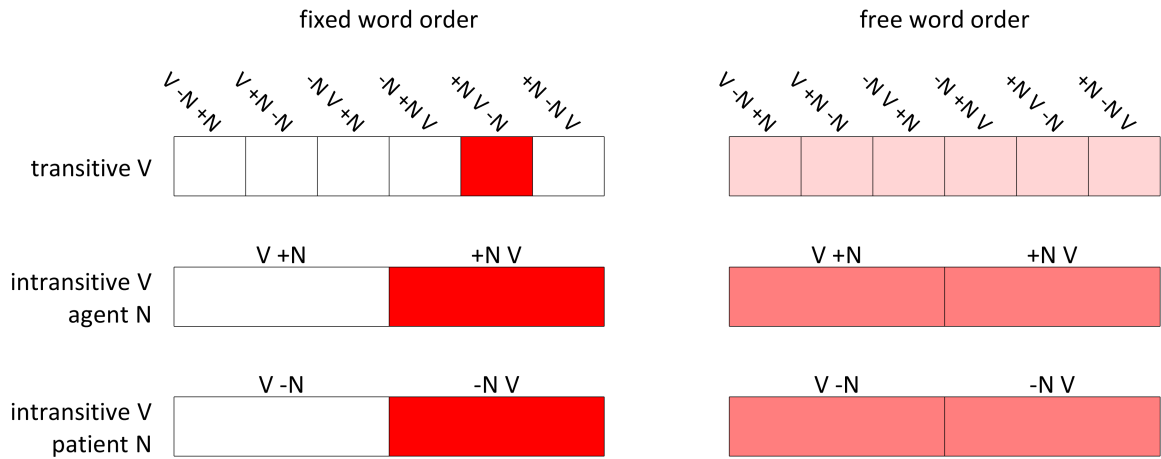 fixed word order
free word order
V -N +N
V +N -N
-N V +N
-N +N V
+N V -N
+N -N V
V -N +N
V +N -N
-N V +N
-N +N V
+N V -N
+N -N V
transitive V
V +N
+N V
V +N
+N V
intransitive V
agent N
V -N
-N V
V -N
-N V
intransitive V
patient N